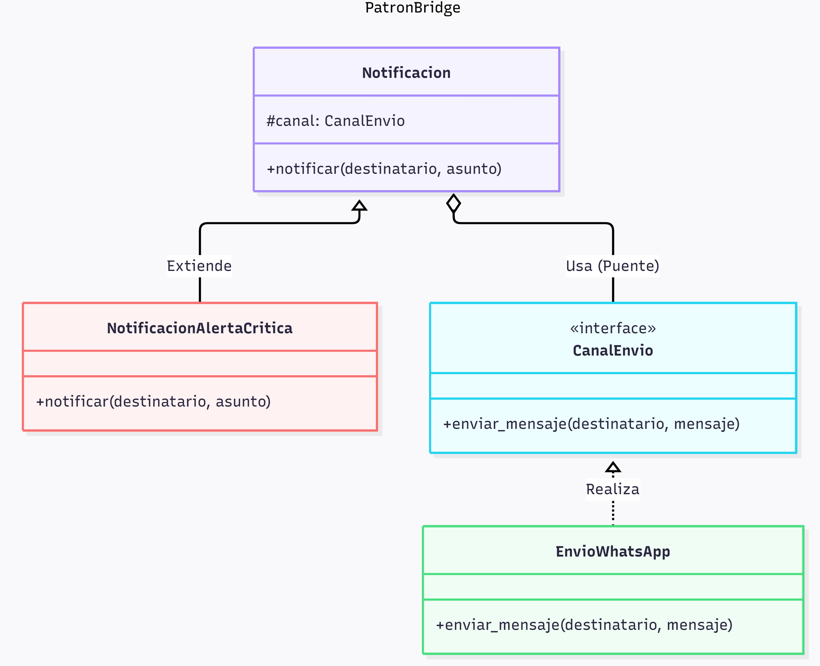 PatronBridge
Notificacion
#canal: CanalEnvio
+notificar(destinatario, asunto)
Extiende
Usa (Puente)
NotificacionAlertaCritica
+notificar(destinatario, asunto)
«interface»
CanalEnvio
+enviar_mensaje(destinatario, mensaje)
Realiza
EnvioWhatsApp
+enviar_mensaje(destinatario, mensaje)